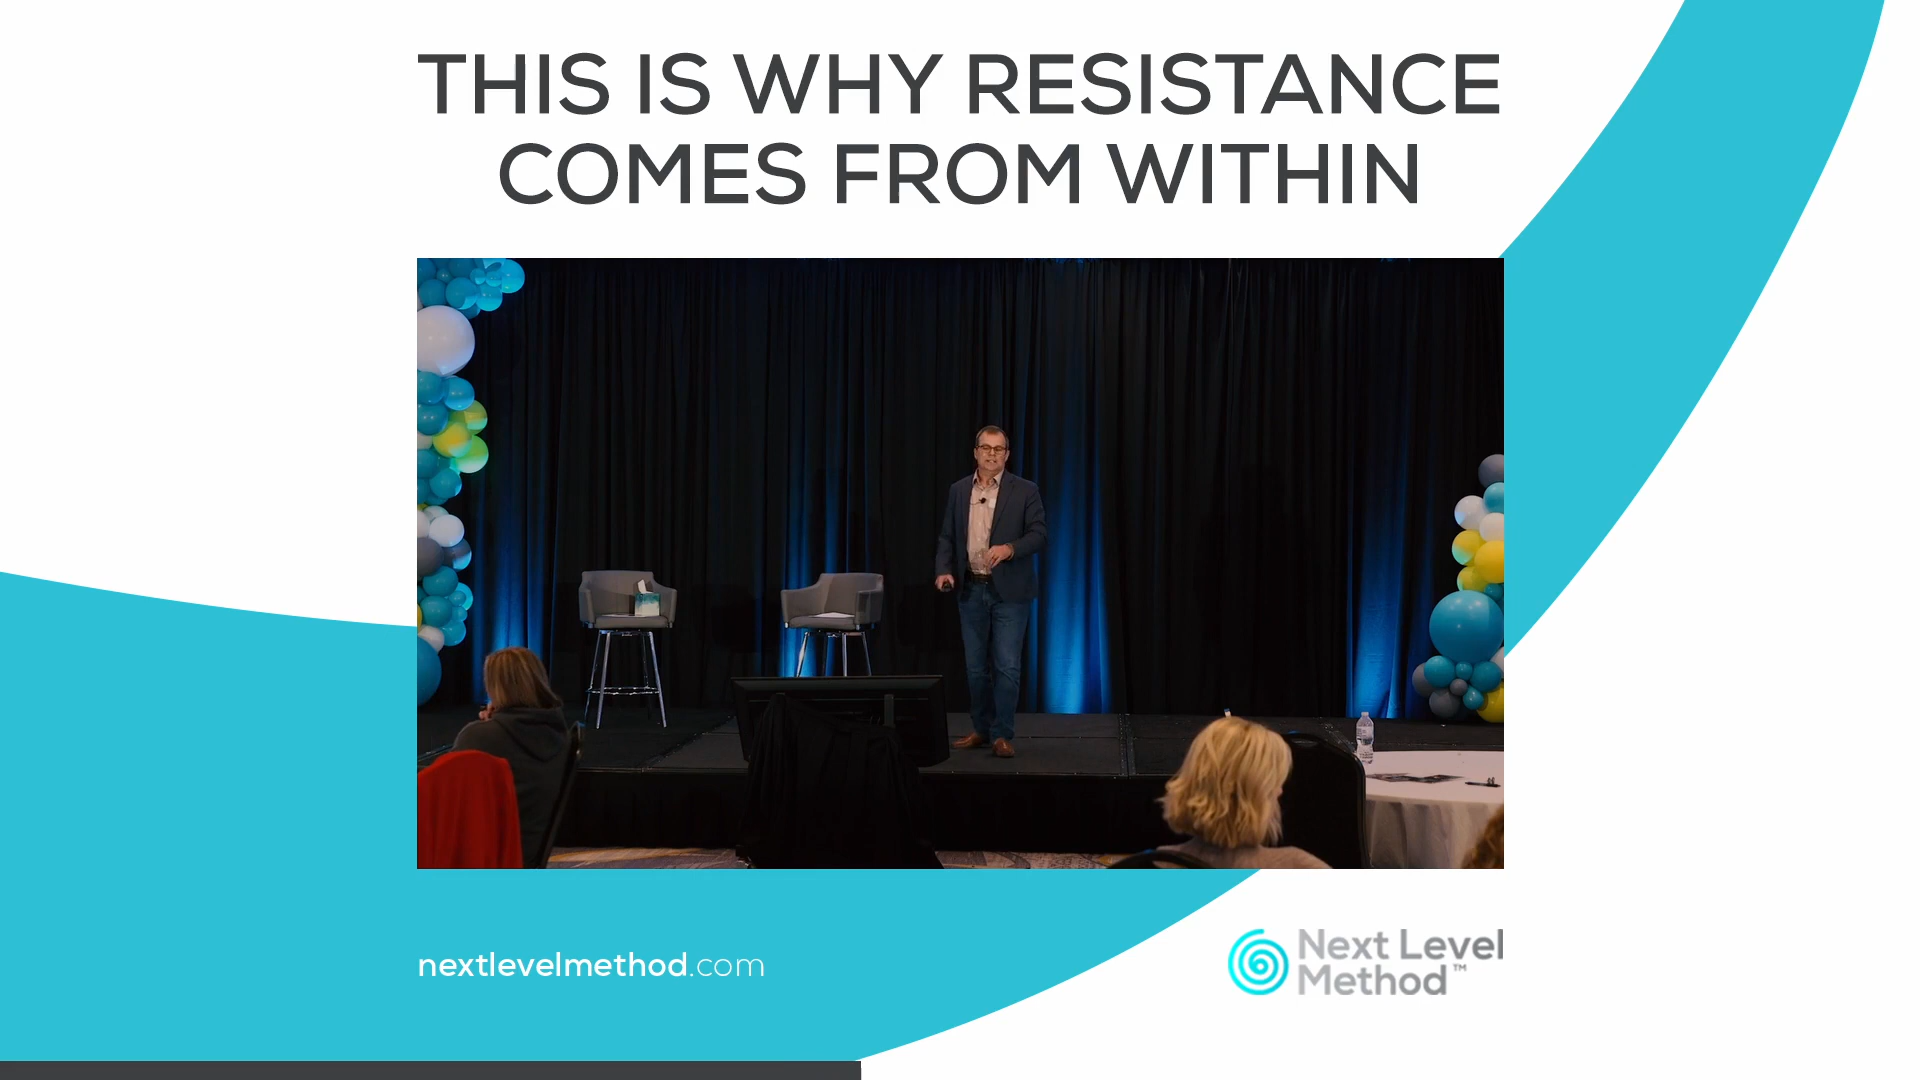 THIS IS WHY RESISTANCE
COMES FROM WITHIN
nextlevelmethod.com
Next Level
Method™